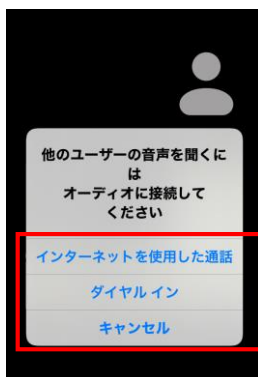 他のユーザーの音声を聞くに
は
オーディオに接続して
ください
インターネットを使用した通話
ダイヤル イン
キャンセル